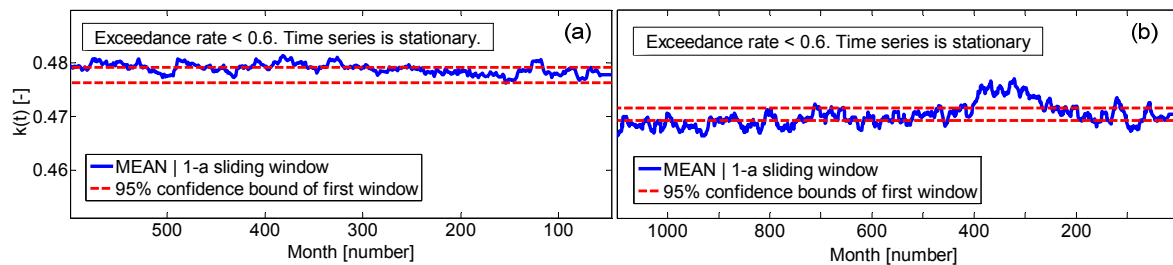 Exceedance rate < 0.6. Time series is stationary.
(a)
0.48
0.47
0.46
k(t) [-]
MEAN | 1-a sliding window
95% confidence bound of first window
500 400 300 200 100
Month [number]
Exceedance rate < 0.6. Time series is stationary
(b)
MEAN | 1-a sliding window
95% confidence bounds of first window
1000 800 600 400 200
Month [number]